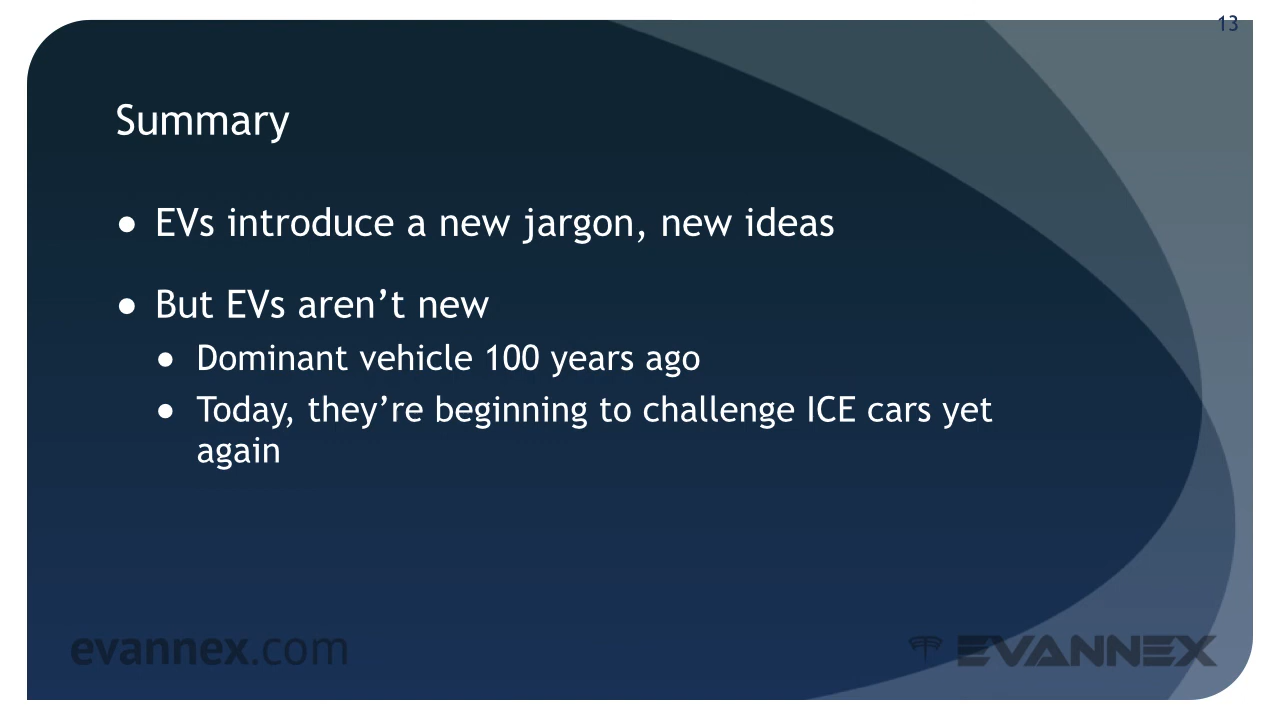 13
Summary
● EVs introduce a new jargon, new ideas
● But EVs aren’t new
● Dominant vehicle 100 years ago
● Today, they’re beginning to challenge ICE cars yet
again
evannex.com
EVANNEX